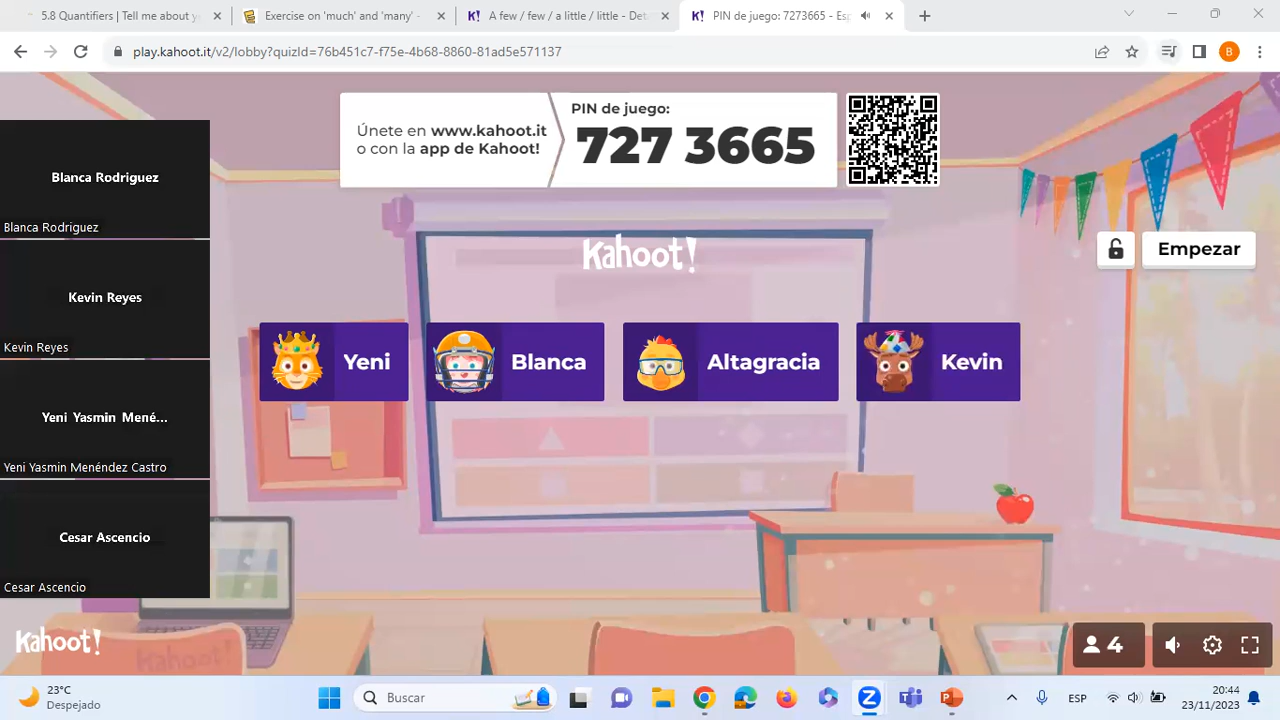 5.8 Quantifiers | Tell me about y
Exercise on 'much' and 'many' -
A few / few / a little / little - Det
PIN de juego: 7273665 - Esp
play.kahoot.it/v2/lobby?quizId=76b451c7-f75e-4b68-8860-81ad5e571137
B
Únete en www.kahoot.it
o con la app de Kahoot!
PIN de juego:
727 3665
Blanca Rodriguez
Blanca Rodriguez
Kevin Reyes
Kevin Reyes
Yeni Yasmin Mené...
Yeni Yasmin Menéndez Castro
Cesar Ascencio
Cesar Ascencio
Kahoot!
Empezar
Yeni
Blanca
Altagracia
Kevin
Kahoot!
Kahoot!
4
23°C
Despejado
Buscar
ESP
20:44
23/11/2023